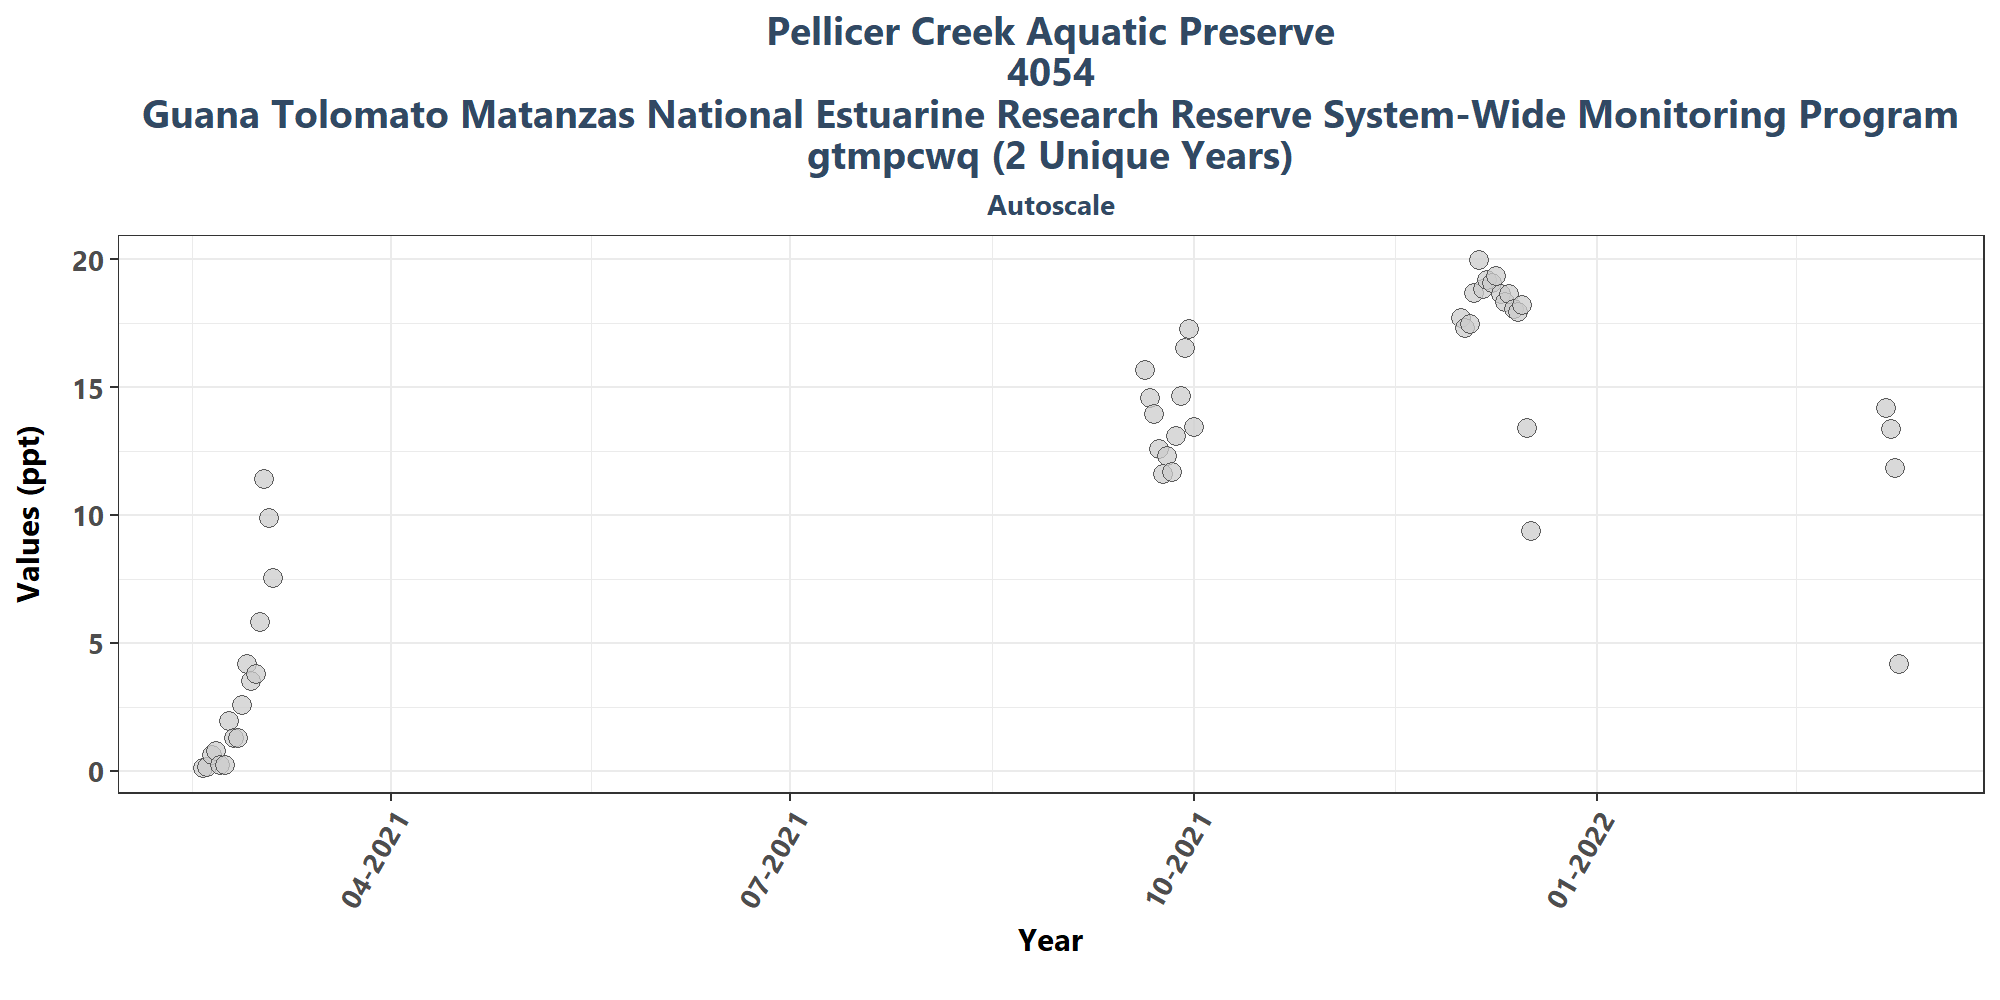 Pellicer Creek Aquatic Preserve
4054
Guana Tolomato Matanzas National Estuarine Research Reserve System-Wide Monitoring Program
gtmpcwq (2 Unique Years)
Autoscale
Values (ppt)
20
15
10
5
0
04-2021
07-2021
10-2021
01-2022
Year